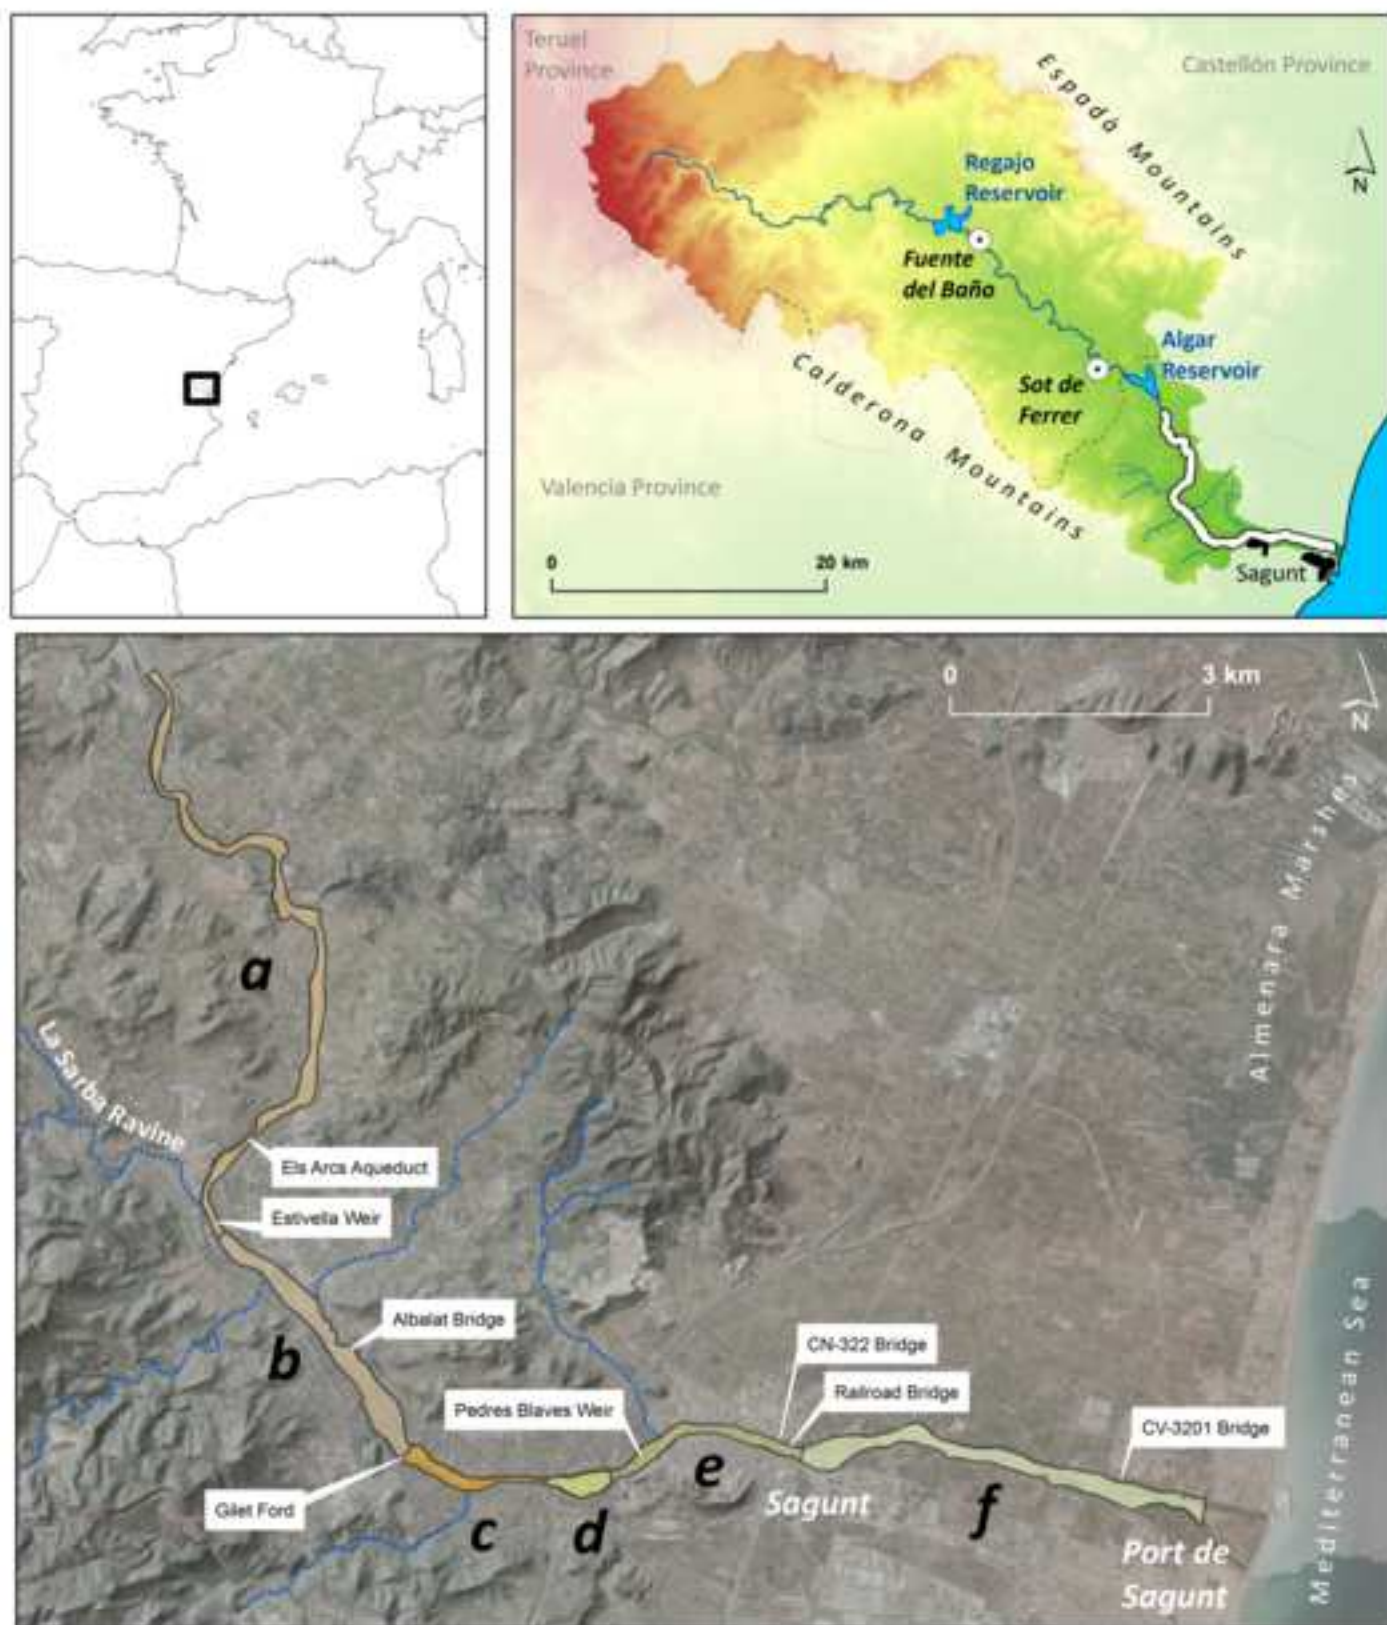 Teruel
Province
Castellón Province
Espadà Mountains
N
Regajo
Reservoir
Fuente
del Baño
Algar
Reservoir
Sot de
Ferrer
Calderona Mountains
Valencia Province
0 20 km
Sagunt
0 3 km
N
Almenara Marshes
a
La Sarba Ravine
Els Arcs Aqueduct
Estivella Weir
Albalat Bridge
b
CN-322 Bridge
Railroad Bridge
Pedres Blaves Weir
CV-3201 Bridge
Gilet Ford
c
d
e
Sagunt
f
Port de
Sagunt
Mediterranean Sea